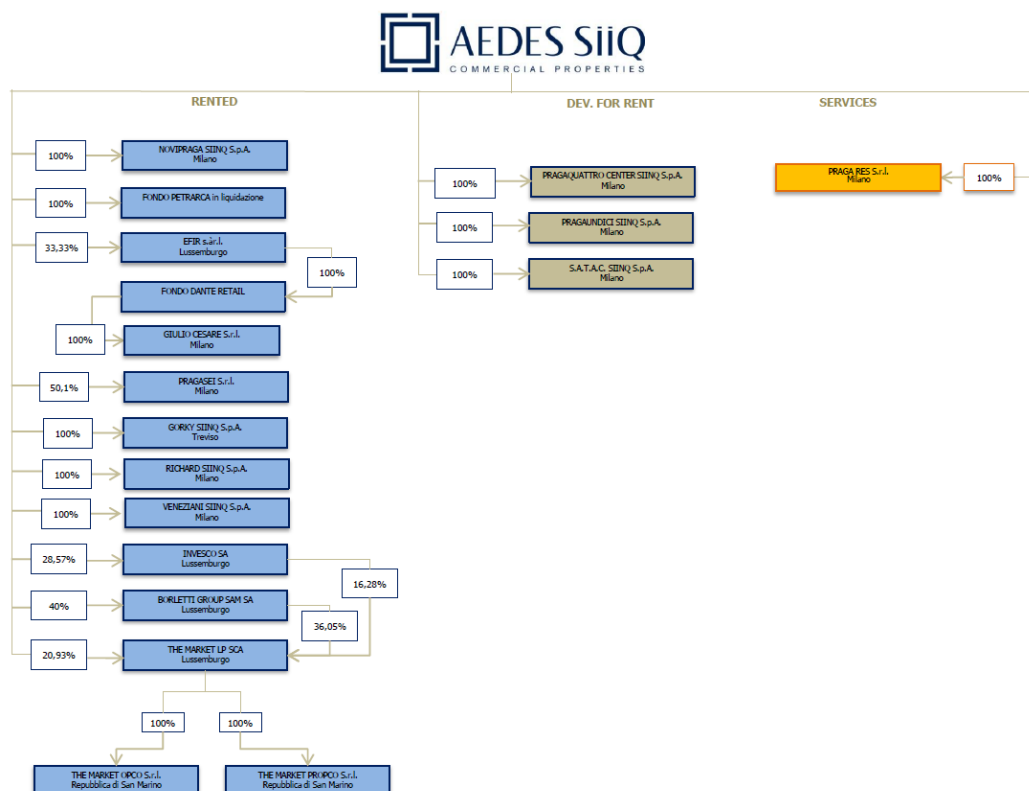 AEDES SiiQ
COMMERCIAL PROPERTIES
RENTED
DEV. FOR RENT
SERVICES
100%
NOVIPRAGA SIINQ S.p.A.
Milano
100%
FONDO PETRARCA in liquidazione
33,33%
EFIR s.àr.l.
Lussemburgo
100%
FONDO DANTE RETAIL
100%
GIULIO CESARE S.r.l.
Milano
50,1%
PRAGASEI S.r.l.
Milano
100%
GORKY SIINQ S.p.A.
Treviso
100%
RICHARD SIINQ S.p.A.
Milano
100%
VENEZIANI SIINQ S.p.A.
Milano
28,57%
INVESCO SA
Lussemburgo
16,28%
40%
BORLETTI GROUP SAM SA
Lussemburgo
36,05%
20,93%
THE MARKET LP SCA
Lussemburgo
100%
100%
THE MARKET OPCO S.r.l.
Repubblica di San Marino
THE MARKET PROPCO S.r.l.
Repubblica di San Marino
100%
PRAGAQUATTRO CENTER SIINQ S.p.A.
Milano
100%
PRAGAUNDICI SIINQ S.p.A.
Milano
100%
S.A.T.A.C. SIINQ S.p.A.
Milano
PRAGA RES S.r.l.
Milano
100%